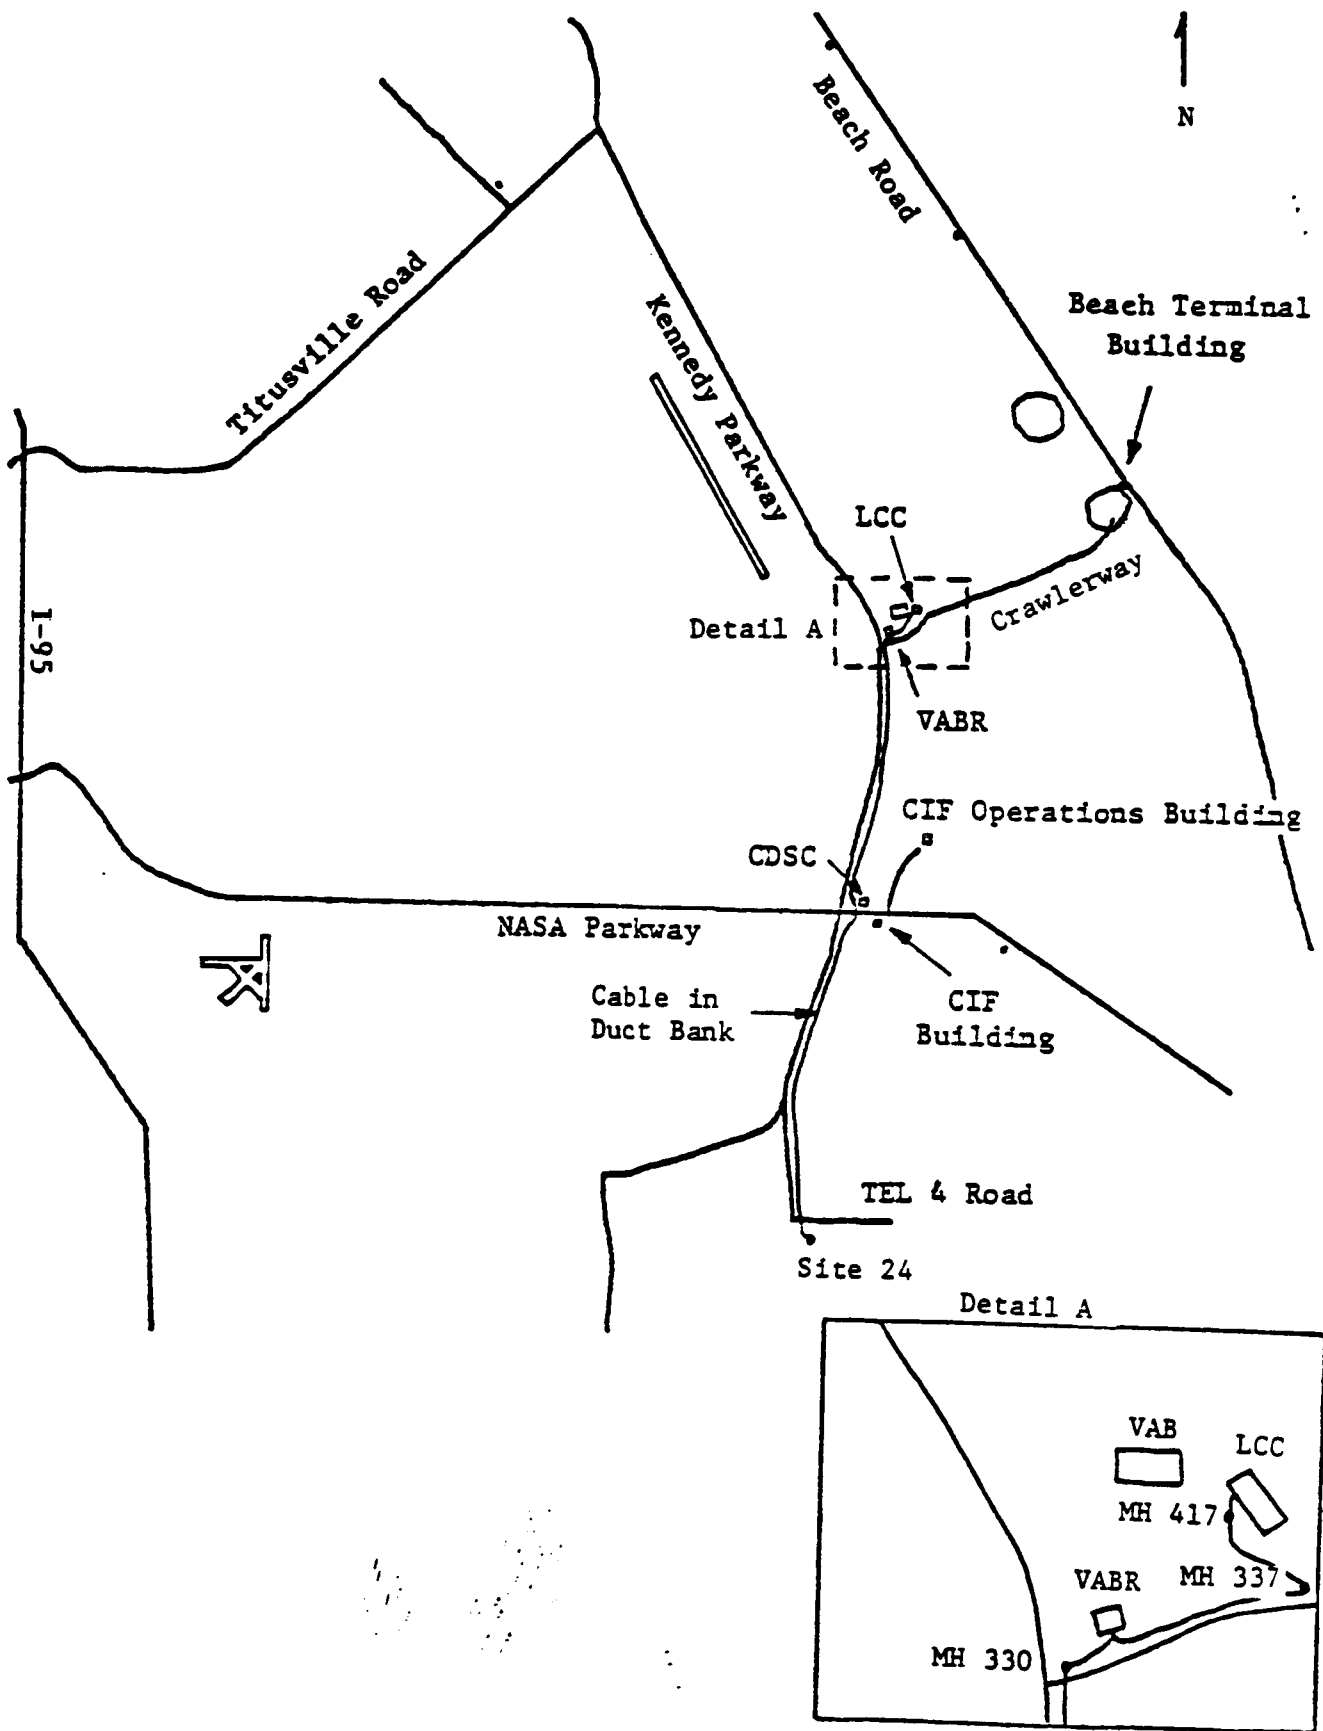 N
Beach Road
Beach Terminal
Building
Titusville Road
Kennedy Parkway
LCC
Crawlerway
Detail A
I-95
VABR
CIF Operations Building
CDSC
NASA Parkway
Cable in
Duct Bank
CIF
Building
TEL 4 Road
Site 24
Detail A
VAB
LCC
MH 417
VABR
MH 337
MH 330